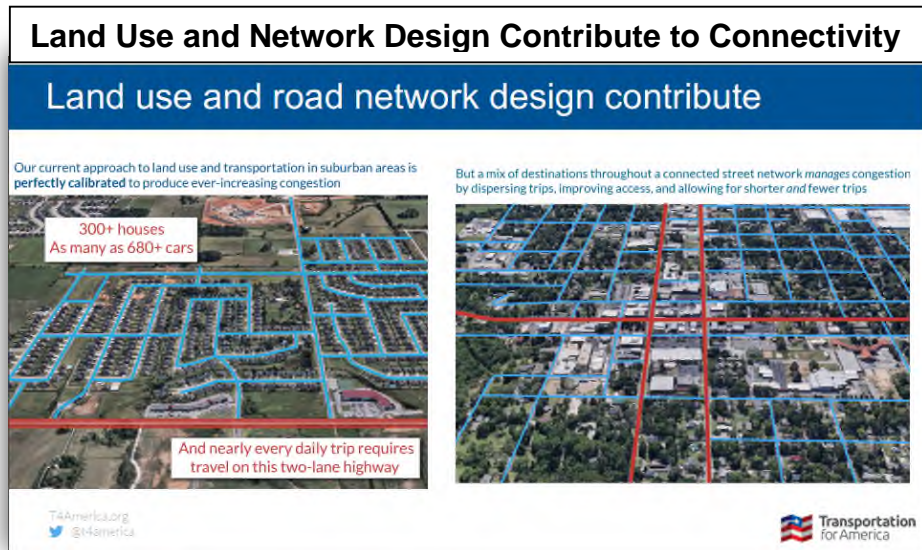 Land Use and Network Design Contribute to Connectivity
Land use and road network design contribute
Our current approach to land use and transportation in suburban areas is
perfectly calibrated to produce ever-increasing congestion
300+ houses
As many as 680+ cars
And nearly every daily trip requires
travel on this two-lane highway
But a mix of destinations throughout a connected street network manages congestion
by dispersing trips, improving access, and allowing for shorter and fewer trips
T4America.org
@t4america
Transportation
for America